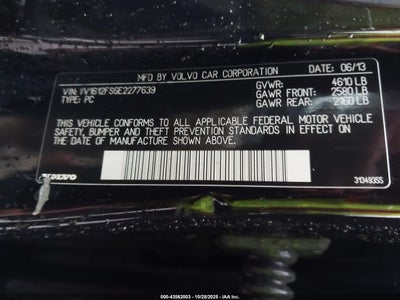 MFD BY VOLVO CAR CORPORATION DATE: 06/13
VIN: YV1612FS6E2277639 GVWR: 4610 LB
TYPE: PC GAWR FRONT: 2580 LB
GAWR REAR: 2160 LB
THIS VEHICLE CONFORMS TO ALL APPLICABLE FEDERAL MOTOR VEHICLE
SAFETY, BUMPER AND THEFT PREVENTION STANDARDS IN EFFECT ON
THE DATE OF MANUFACTURE SHOWN ABOVE.
VOLVO 31349355
000-43562003 - 10/28/2025 - IAA Inc.